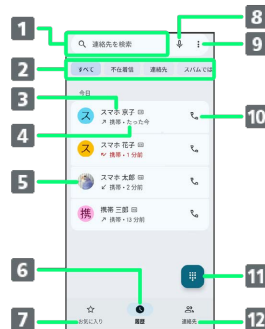 1
連絡先を検索
8
9
2
すべて 不在着信 連絡先 スパムでは
今日
3
ス スマホ 京子
↗ 携帯・たった今
10
4
ス スマホ 花子
携帯・1 分前
5
スマホ 太郎
↙ 携帯・2 分前
携 携帯 三郎
↗ 携帯・13 分前
6
11
7
お気に入り 履歴 連絡先
12